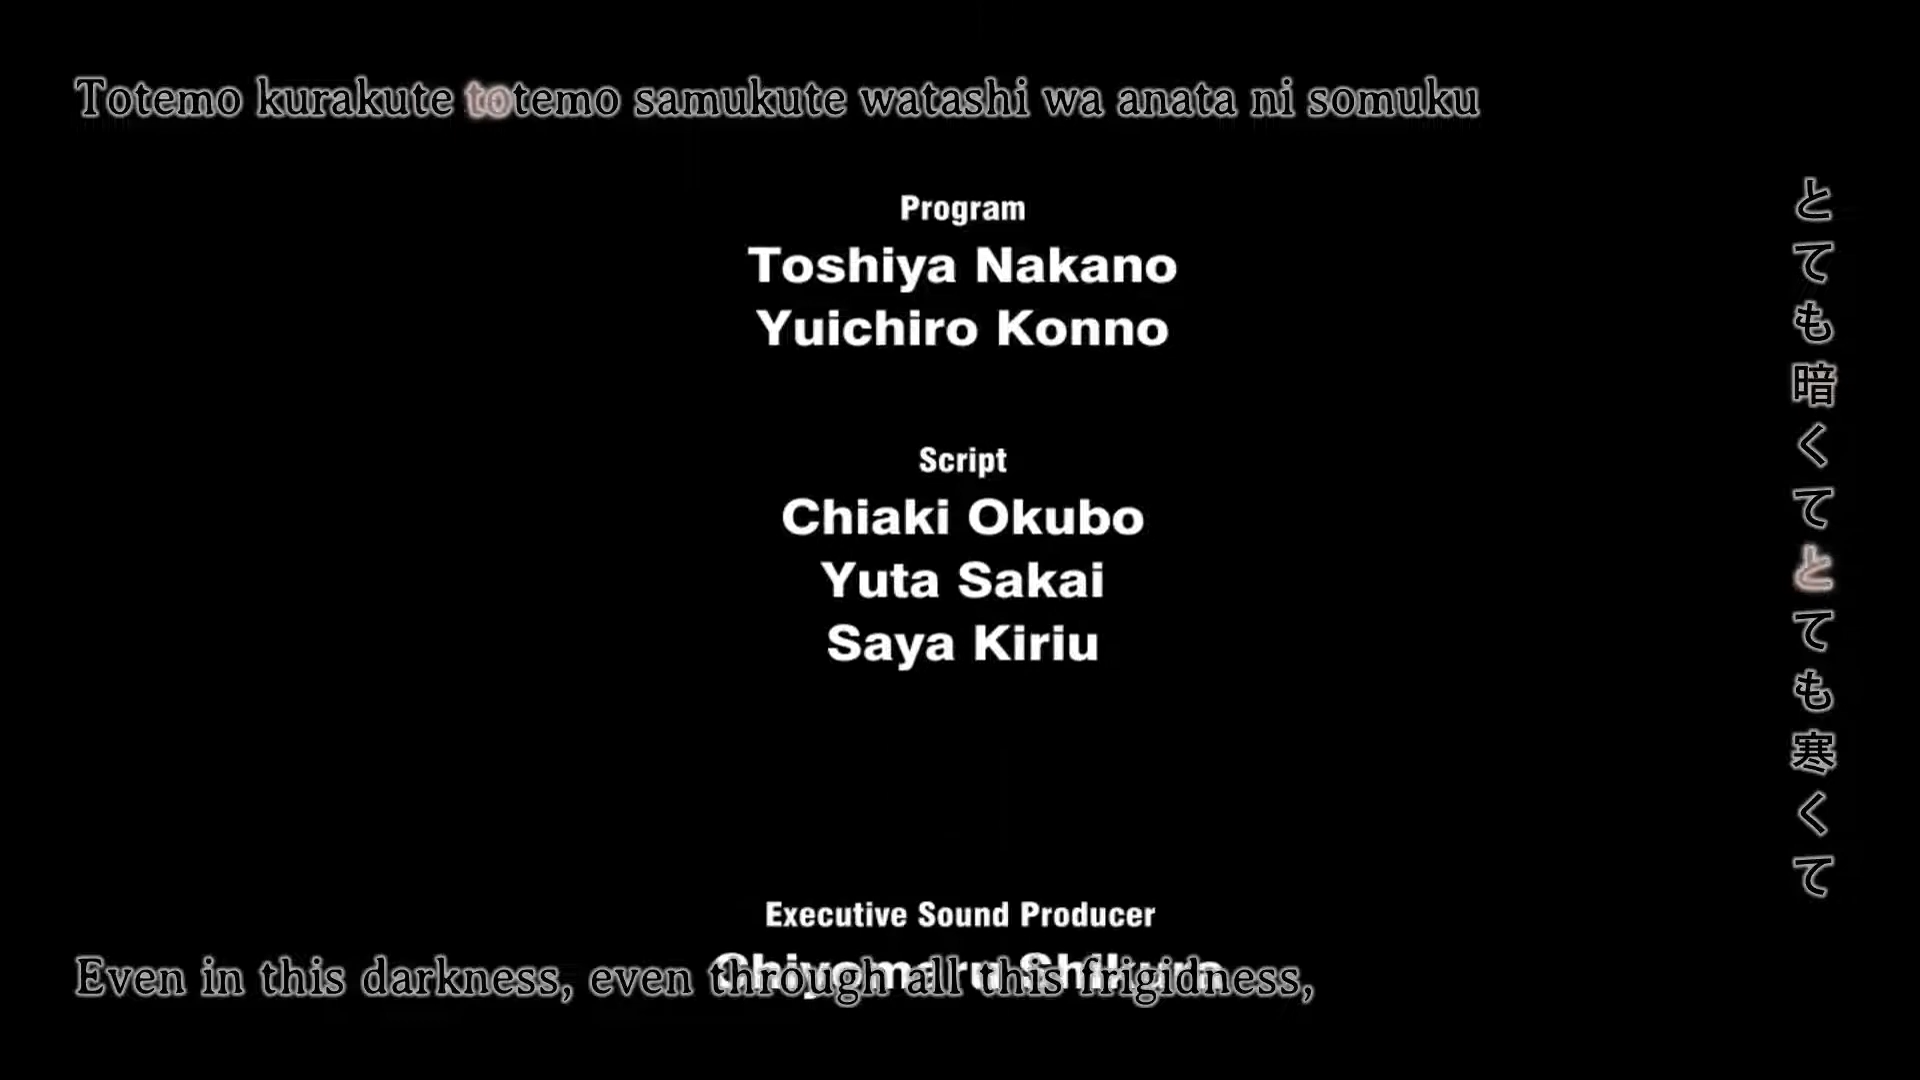 Totemo kurakute totemo samukute watashi wa anata ni somuku
Program
Toshiya Nakano
Yuichiro Konno
Script
Chiaki Okubo
Yuta Sakai
Saya Kiriu
Executive Sound Producer
Chiyomaru Shikura
Even in this darkness, even through all this frigidness,
とても暗くてとても寒くて